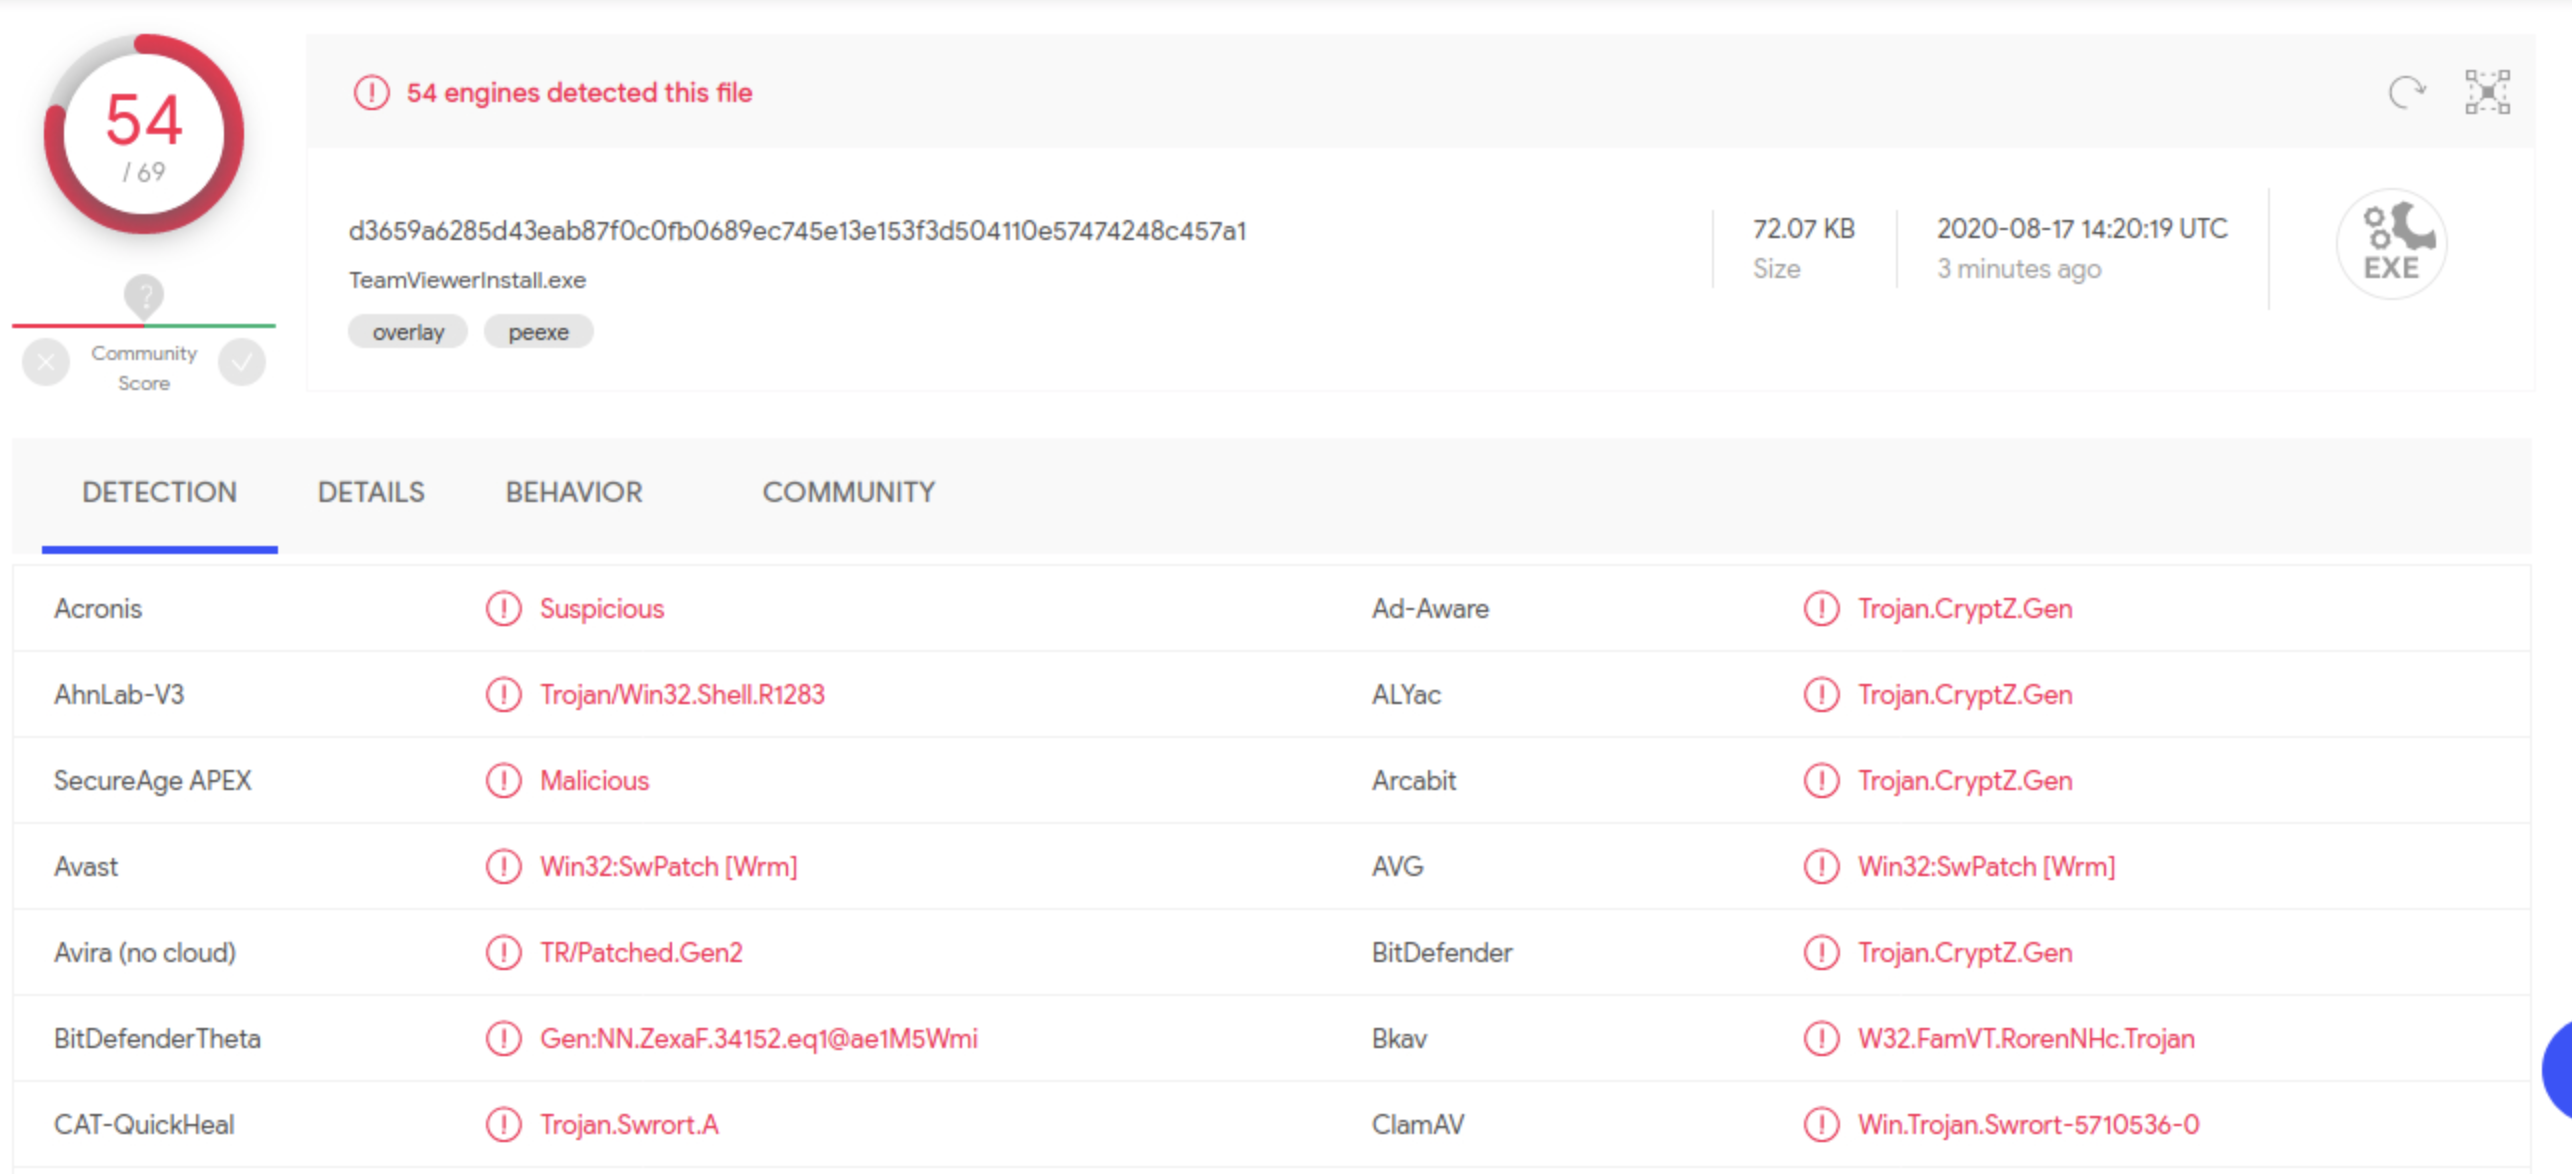 54
/ 69
Community
Score
54 engines detected this file
d3659a6285d43eab87f0c0fb0689ec745e13e153f3d504110e57474248c457a1
TeamViewerInstall.exe
overlay peexe
72.07 KB
Size
2020-08-17 14:20:19 UTC
3 minutes ago
EXE
DETECTION DETAILS BEHAVIOR COMMUNITY
Acronis Suspicious Ad-Aware Trojan.CryptZ.Gen
AhnLab-V3 Trojan/Win32.Shell.R1283 ALYac Trojan.CryptZ.Gen
SecureAge APEX Malicious Arcabit Trojan.CryptZ.Gen
Avast Win32:SwPatch [Wrm] AVG Win32:SwPatch [Wrm]
Avira (no cloud) TR/Patched.Gen2 BitDefender Trojan.CryptZ.Gen
BitDefenderTheta Gen:NN.ZexaF.34152.eq1@ae1M5Wmi Bkav W32.FamVT.RorenNHc.Trojan
CAT-QuickHeal Trojan.Swrort.A ClamAV Win.Trojan.Swrort-5710536-0